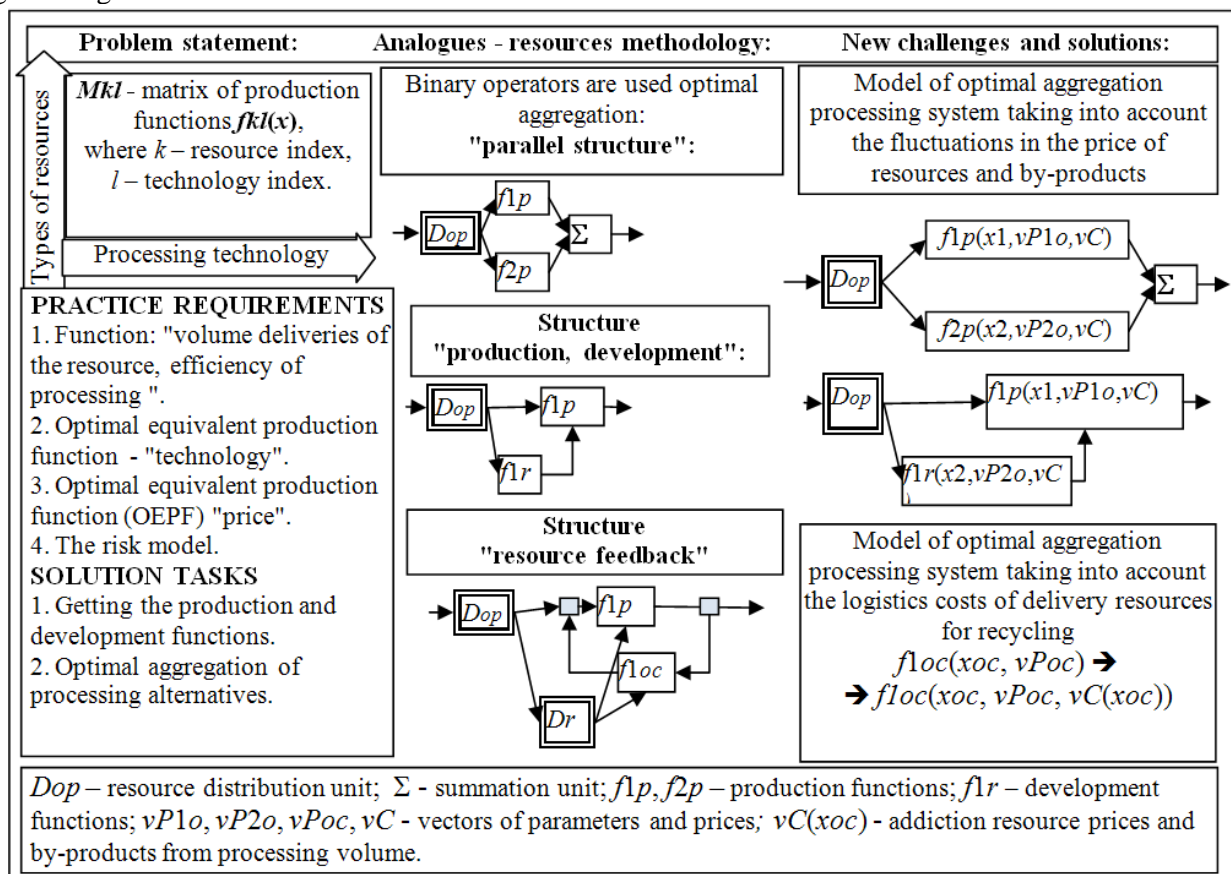 Problem statement:
Analogues - resources methodology:
New challenges and solutions:
Types of resources
Mkl - matrix of production
functions fkl(x),
where k – resource index,
l – technology index.
Processing technology
PRACTICE REQUIREMENTS
1. Function: "volume deliveries of
the resource, efficiency of
processing ".
2. Optimal equivalent production
function - "technology".
3. Optimal equivalent production
function (OEPF) "price".
4. The risk model.
SOLUTION TASKS
1. Getting the production and
development functions.
2. Optimal aggregation of
processing alternatives.
Binary operators are used optimal
aggregation:
"parallel structure":
Dop
f1p
f2p
Σ
Structure
"production, development":
Dop
f1p
f1r
Structure
"resource feedback"
Dop
f1p
f1oc
Dr
Model of optimal aggregation
processing system taking into account
the fluctuations in the price of
resources and by-products
Dop
f1p(x1,vP1o,vC)
f2p(x2,vP2o,vC)
Σ
Dop
f1p(x1,vP1o,vC)
f1r(x2,vP2o,vC
)
Model of optimal aggregation
processing system taking into account
the logistics costs of delivery resources
for recycling
f1oc(xoc, vPoc) ➔
➔ f1oc(xoc, vPoc, vC(xoc))
Dop – resource distribution unit; Σ - summation unit; f1p, f2p – production functions; f1r – development
functions; vP1o, vP2o, vPoc, vC - vectors of parameters and prices; vC(xoc) - addiction resource prices and
by-products from processing volume.